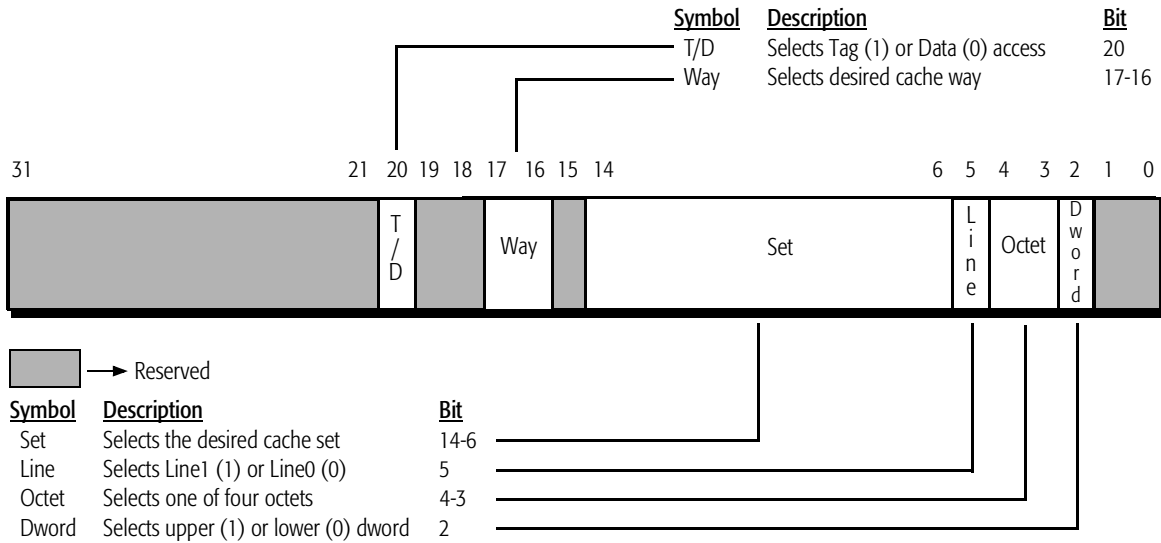 Symbol Description Bit
T/D Selects Tag (1) or Data (0) access 20
Way Selects desired cache way 17-16
31 21 20 19 18 17 16 15 14 6 5 4 3 2 1 0
T/D Way Set Line Octet Dword
Reserved
Symbol Description Bit
Set Selects the desired cache set 14-6
Line Selects Line1 (1) or Line0 (0) 5
Octet Selects one of four octets 4-3
Dword Selects upper (1) or lower (0) dword 2